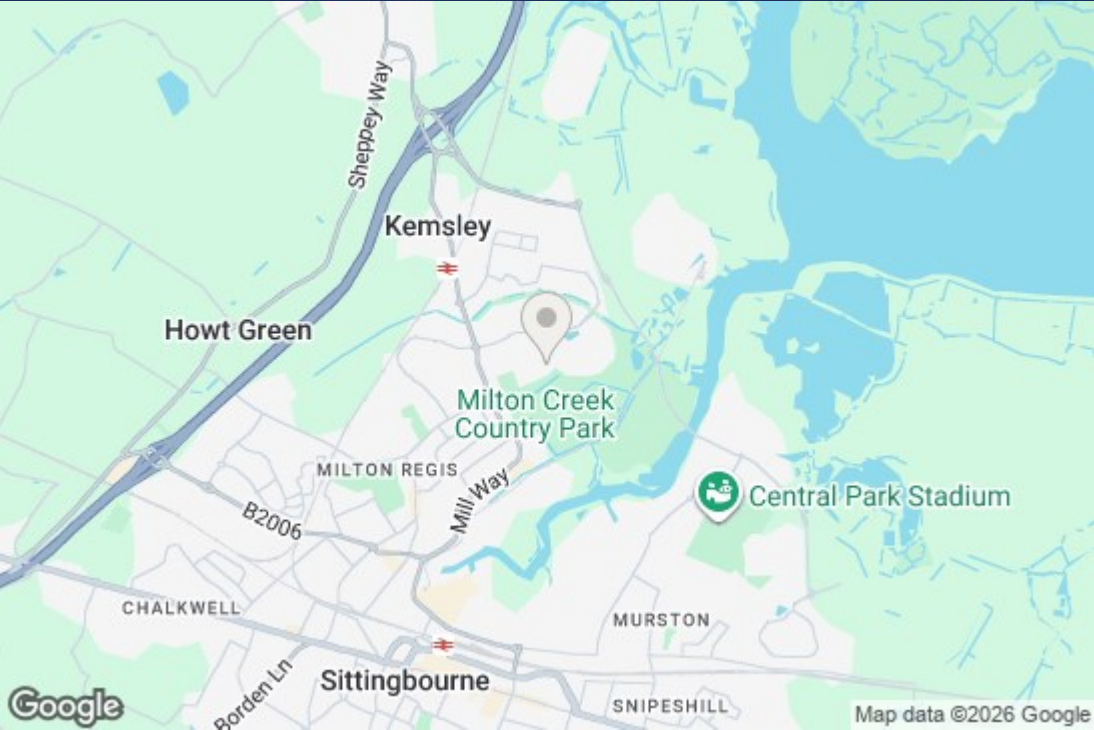 Sheppey Way
Kemsley
Howt Green
Milton Creek
Country Park
MILTON REGIS
Mill Way
Central Park Stadium
B2006
CHALKWELL
MURSTON
Borden Ln
Sittingbourne
SNIPESHILL
Google
Map data ©2026 Google